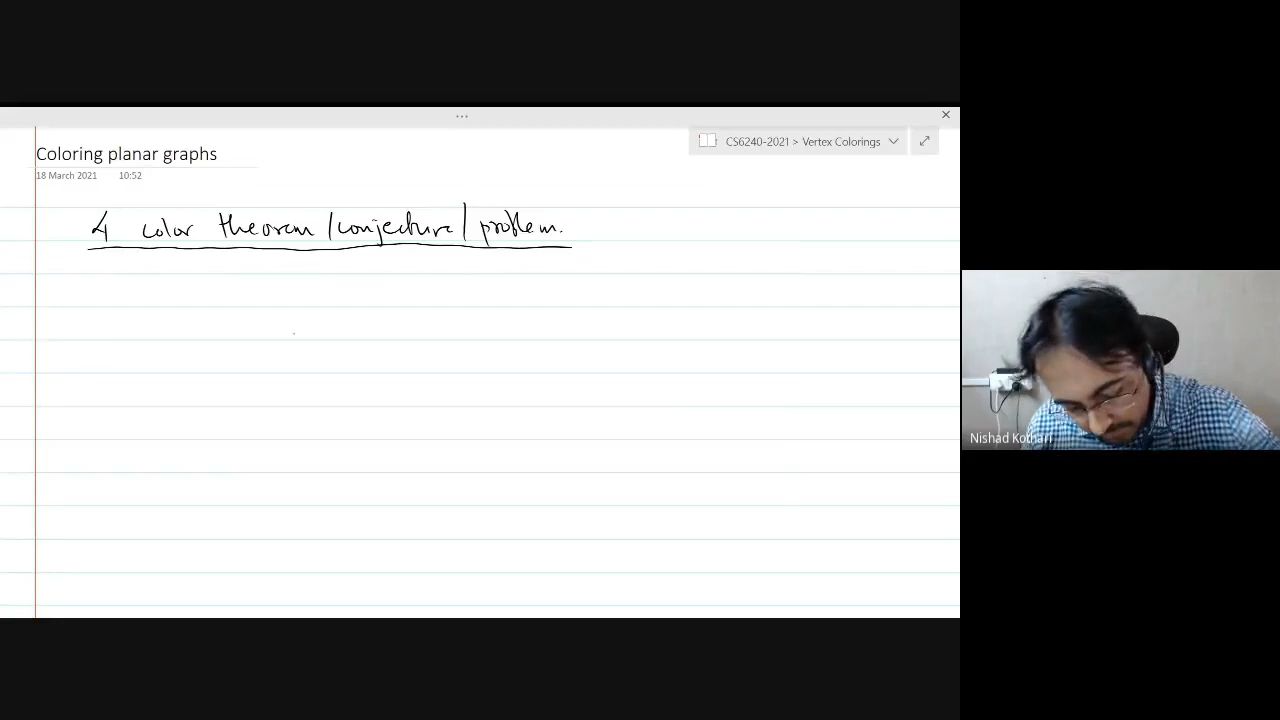 CS6240-2021 > Vertex Colorings
Coloring planar graphs
18 March 2021 10:52
4 color theorem / conjecture / problem.
Nishad Kothari